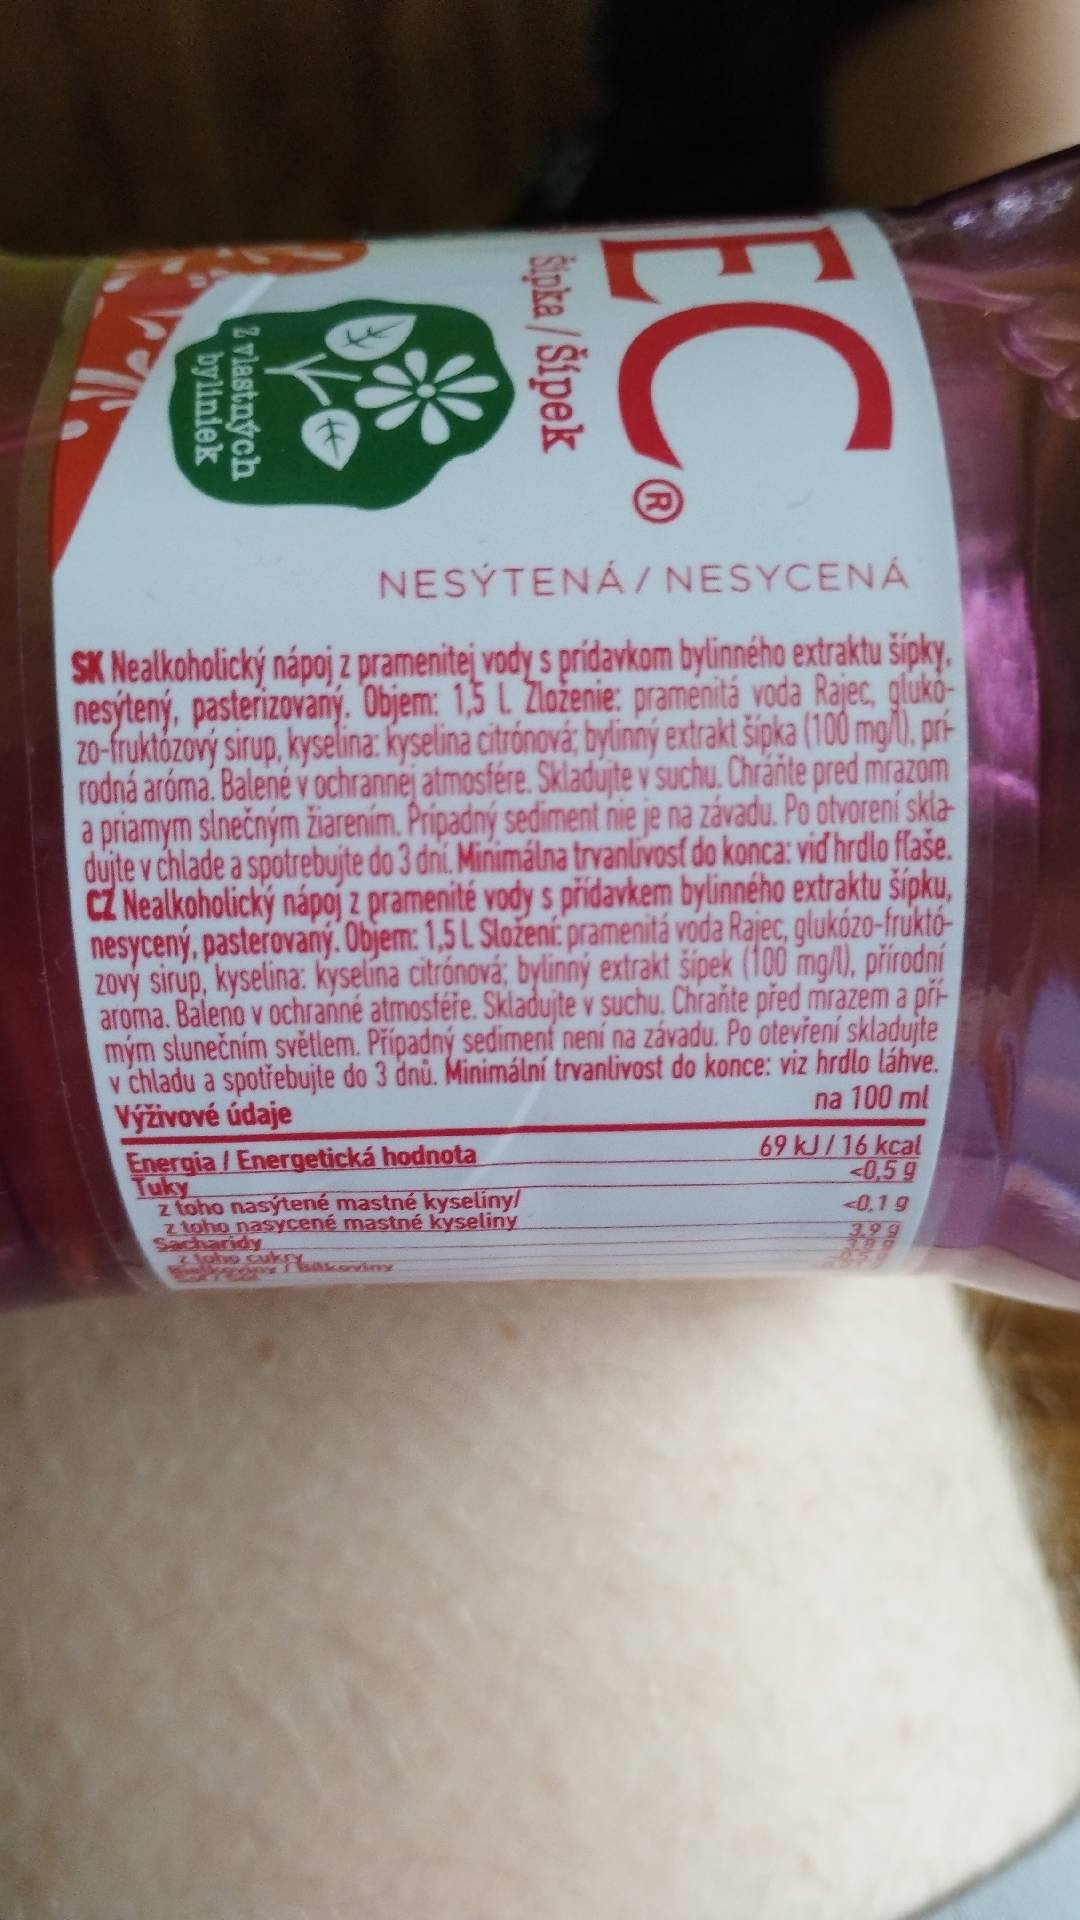 EC®
Šípka / Šípek
z vlastných
byliniek
NESÝTENÁ / NESYCENÁ
SK Nealkoholický nápoj z pramenitej vody s prídavkom bylinného extraktu šípky,
nesýtený, pasterizovaný. Objem: 1,5 L Zloženie: pramenitá voda Rajec, glukó-
zo-fruktózový sirup, kyselina: kyselina citrónová; bylinný extrakt šípka (100 mg/l), prí-
rodná aróma. Balené v ochrannej atmosfére. Skladujte v suchu. Chráňte pred mrazom
a priamym slnečným žiarením. Prípadný sediment nie je na závadu. Po otvorení skla-
dujte v chlade a spotrebujte do 3 dní. Minimálna trvanlivosť do konca: viď hrdlo fľaše.
CZ Nealkoholický nápoj z pramenité vody s přídavkem bylinného extraktu šípku,
nesycený, pasterovaný. Objem: 1,5 L Složení: pramenitá voda Rajec, glukózo-fruktó-
zový sirup, kyselina: kyselina citrónová; bylinný extrakt šípek (100 mg/l), přírodní
aroma. Baleno v ochranné atmosféře. Skladujte v suchu. Chraňte před mrazem a pří-
mým slunečním světlem. Případný sediment není na závadu. Po otevření skladujte
v chladu a spotřebujte do 3 dnů. Minimální trvanlivost do konce: viz hrdlo láhve.
Výživové údaje na 100 ml
Energia / Energetická hodnota 69 kJ / 16 kcal
Tuky <0,5 g
z toho nasýtené mastné kyseliny/
z toho nasycené mastné kyseliny <0,1 g
Sacharidy 3,9 g
z toho cukry
Bielkoviny / Bílkoviny